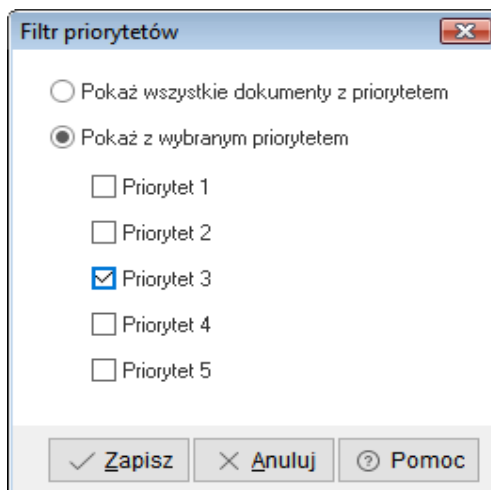 Filtr priorytetów
Pokaż wszystkie dokumenty z priorytetem
Pokaż z wybranym priorytetem
Priorytet 1
Priorytet 2
Priorytet 3
Priorytet 4
Priorytet 5
Zapisz Anuluj Pomoc